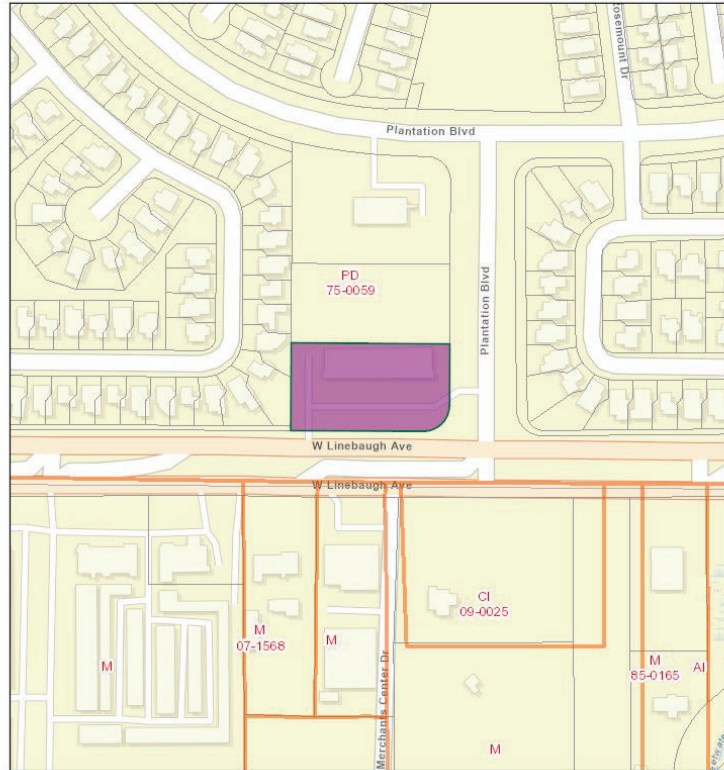 Rosemount Dr
Plantation Blvd
PD
75-0059
Plantation Blvd
W Linebaugh Ave
W Linebaugh Ave
CI
09-0025
M
07-1568
M
M
M
85-0165
AI
M
Merchants Center Dr